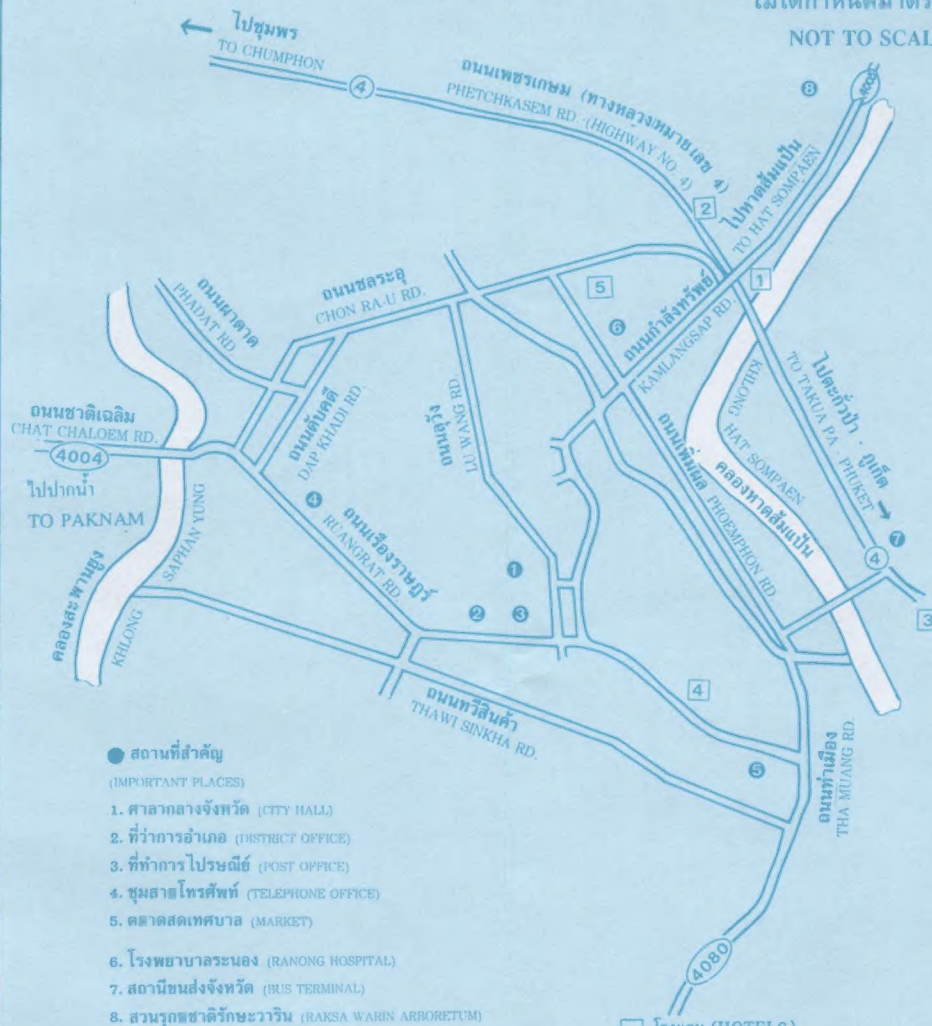 NOT TO SCAL
← ไปชุมพร
TO CHUMPHON
4
ถนนเพชรเกษม (ทางหลวงหมายเลข 4)
PHETCHKASEM RD. (HIGHWAY NO. 4)
8
2
ไปหาดส้มแป้น
TO HAT SOMPAEN
1
5
6
ถนนกำลังทรัพย์
KAMLANGSAP RD.
ถนนชลระอุ
CHON RA-U RD.
ถนนผาดาด
PHADAT RD
ถนนชาติเฉลิม
CHAT CHALOEM RD.
4004
ไปปากน้ำ
TO PAKNAM
ถนนดับคดี
DAP KHADI RD.
ถนนลุวัง
LU WANG RD.
KHLONG HAT SOMPAEN
คลองหาดส้มแป้น
ไปตะกั่วป่า · ภูเก็ต
TO TAKUA PA · PHUKET →
7
4
3
ถนนเพิ่มผล
PHOEMPHON RD.
4
ถนนเรืองราษฎร์
RUANGRAT RD.
1
2
3
คลองสะพานยูง
KHLONG SAPHAN YUNG
ถนนทวีสินค้า
THAWI SINKHA RD.
4
5
ถนนท่าเมือง
THA MUANG RD.
4080
● สถานที่สำคัญ
(IMPORTANT PLACES)
1. ศาลากลางจังหวัด (CITY HALL)
2. ที่ว่าการอำเภอ (DISTRICT OFFICE)
3. ที่ทำการไปรษณีย์ (POST OFFICE)
4. ชุมสายโทรศัพท์ (TELEPHONE OFFICE)
5. ตลาดสดเทศบาล (MARKET)
6. โรงพยาบาลระนอง (RANONG HOSPITAL)
7. สถานีขนส่งจังหวัด (BUS TERMINAL)
8. สวนรุกขชาติรักษะวาริน (RAKSA WARIN ARBORETUM)
โรงแรม (HOTELS)